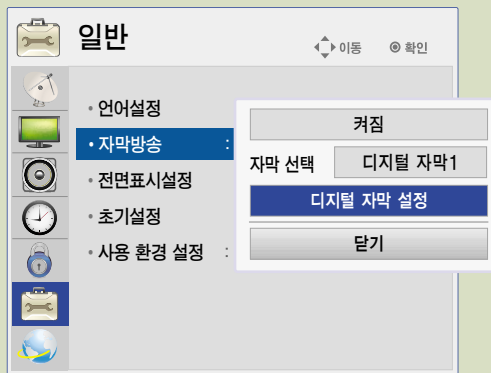 일반
이동 확인
• 언어설정
• 자막방송 :
• 전면표시설정
• 초기설정
• 사용 환경 설정 :
켜짐
자막 선택 디지털 자막1
디지털 자막 설정
닫기